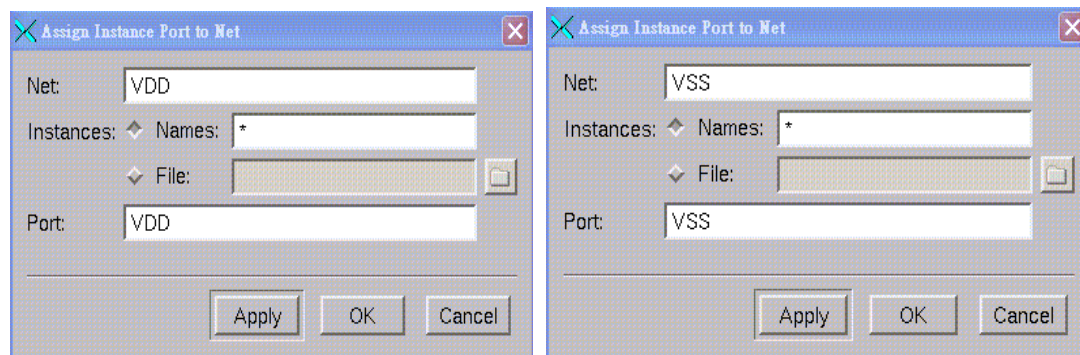 Assign Instance Port to Net
Net: VDD
Instances: Names: *
File:
Port: VDD
Apply OK Cancel
Assign Instance Port to Net
Net: VSS
Instances: Names: *
File:
Port: VSS
Apply OK Cancel